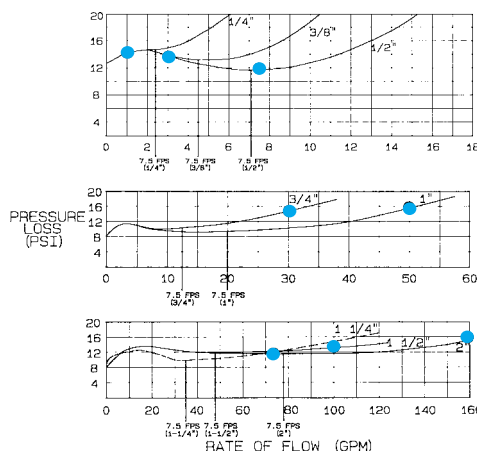 20
16
12
8
4
1/4"
3/8"
1/2"
0 2 4 6 8 10 12 14 16 18
7.5 FPS (1/4")
7.5 FPS (3/8")
7.5 FPS (1/2")
PRESSURE
LOSS
(PSI)
20
16
12
8
4
3/4"
1"
0 10 20 30 40 50 60
7.5 FPS (3/4")
7.5 FPS (1")
20
16
12
8
4
1 1/4"
1 1/2"
2"
0 20 40 60 80 100 120 140 160
7.5 FPS (1-1/4")
7.5 FPS (1-1/2")
7.5 FPS (2")
RATE OF FLOW (GPM)